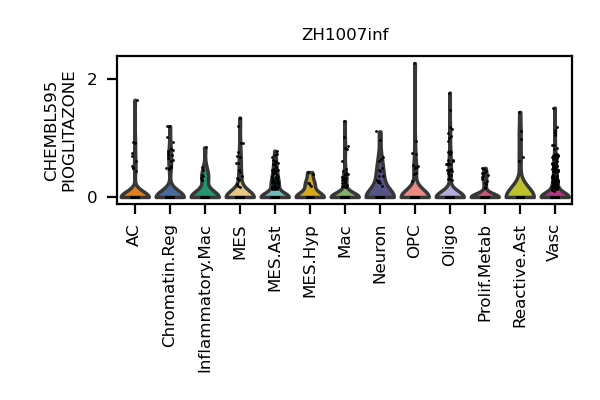 ZH1007inf
CHEMBL595
PIOGLITAZONE
2
0
AC
Chromatin.Reg
Inflammatory.Mac
MES
MES.Ast
MES.Hyp
Mac
Neuron
OPC
Oligo
Prolif.Metab
Reactive.Ast
Vasc